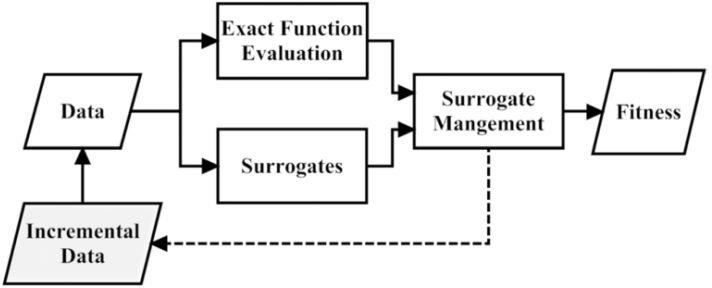 Exact Function
Evaluation
Data
Surrogate
Mangement
Fitness
Surrogates
Incremental
Data